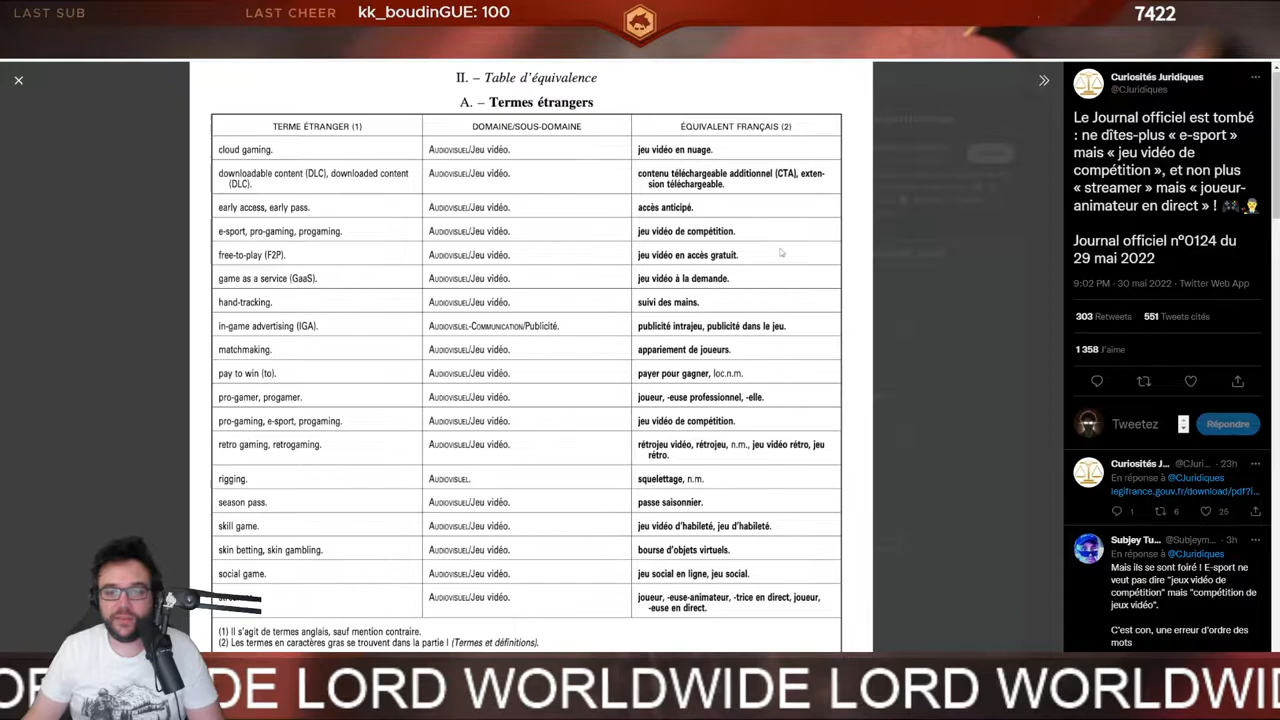 LAST SUB
LAST CHEER
kk_boudinGUE: 100
7422
II. – Table d’équivalence
A. – Termes étrangers
TERME ÉTRANGER (1) DOMAINE/SOUS-DOMAINE ÉQUIVALENT FRANÇAIS (2)
cloud gaming. AUDIOVISUEL/Jeu vidéo. jeu vidéo en nuage.
downloadable content (DLC), downloaded content AUDIOVISUEL/Jeu vidéo. contenu téléchargeable additionnel (CTA), exten-
(DLC). sion téléchargeable.
early access, early pass. AUDIOVISUEL/Jeu vidéo. accès anticipé.
e-sport, pro-gaming, progaming. AUDIOVISUEL/Jeu vidéo. jeu vidéo de compétition.
free-to-play (F2P). AUDIOVISUEL/Jeu vidéo. jeu vidéo en accès gratuit.
game as a service (GaaS). AUDIOVISUEL/Jeu vidéo. jeu vidéo à la demande.
hand-tracking. AUDIOVISUEL/Jeu vidéo. suivi des mains.
in-game advertising (IGA). AUDIOVISUEL-COMMUNICATION/Publicité. publicité intrajeu, publicité dans le jeu.
matchmaking. AUDIOVISUEL/Jeu vidéo. appariement de joueurs.
pay to win (to). AUDIOVISUEL/Jeu vidéo. payer pour gagner, loc.n.m.
pro-gamer, progamer. AUDIOVISUEL/Jeu vidéo. joueur, -euse professionnel, -elle.
pro-gaming, e-sport, progaming. AUDIOVISUEL/Jeu vidéo. jeu vidéo de compétition.
retro gaming, retrogaming. AUDIOVISUEL/Jeu vidéo. rétrojeu vidéo, rétrojeu, n.m., jeu vidéo rétro, jeu
rétro.
rigging. AUDIOVISUEL. squelettage, n.m.
season pass. AUDIOVISUEL/Jeu vidéo. passe saisonnier.
skill game. AUDIOVISUEL/Jeu vidéo. jeu vidéo d’habileté, jeu d’habileté.
skin betting, skin gambling. AUDIOVISUEL/Jeu vidéo. bourse d’objets virtuels.
social game. AUDIOVISUEL/Jeu vidéo. jeu social en ligne, jeu social.
AUDIOVISUEL/Jeu vidéo. joueur, -euse-animateur, -trice en direct, joueur,
-euse en direct.
(1) Il s’agit de termes anglais, sauf mention contraire.
(2) Les termes en caractères gras se trouvent dans la partie I (Termes et définitions).
Curiosités Juridiques
@CJuridiques
Le Journal officiel est tombé
: ne dîtes-plus « e-sport »
mais « jeu vidéo de
compétition », et non plus
« streamer » mais « joueur-
animateur en direct » !
Journal officiel n°0124 du
29 mai 2022
9:02 PM · 30 mai 2022 · Twitter Web App
303 Retweets 551 Tweets cités
1 358 J’aime
Tweetez
Répondre
Curiosités J... @CJuri... · 23h
En réponse à @CJuridiques
legifrance.gouv.fr/download/pdf?i...
1 6 25
Subjey Tu... @Subjeym... · 3h
En réponse à @CJuridiques
Mais ils se sont foiré ! E-sport ne
veut pas dire "jeux vidéo de
compétition" mais "compétition de
jeux vidéo".
C'est con, une erreur d'ordre des
mots
DE LORD WORLDWIDE LORD WORLDWI